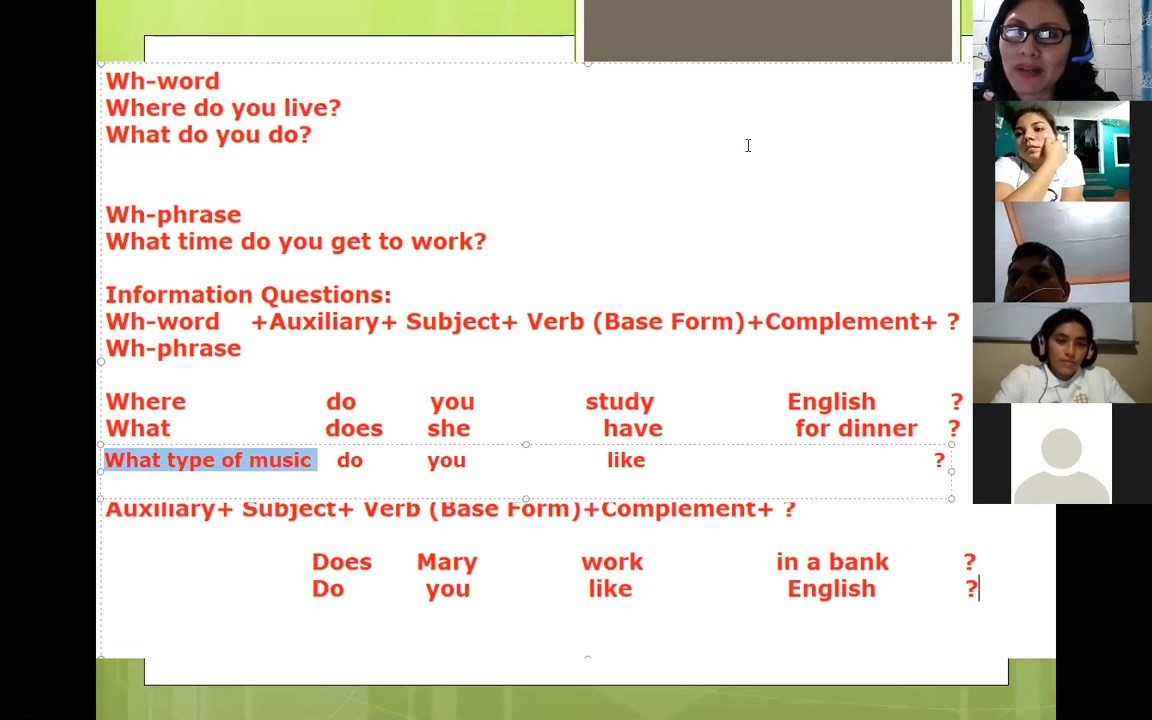 Wh-word
Where do you live?
What do you do?
Wh-phrase
What time do you get to work?
Information Questions:
Wh-word +Auxiliary+ Subject+ Verb (Base Form)+Complement+ ?
Wh-phrase
Where do you study English ?
What does she have for dinner ?
What type of music do you like ?
Auxiliary+ Subject+ Verb (Base Form)+Complement+ ?
Does Mary work in a bank ?
Do you like English ?